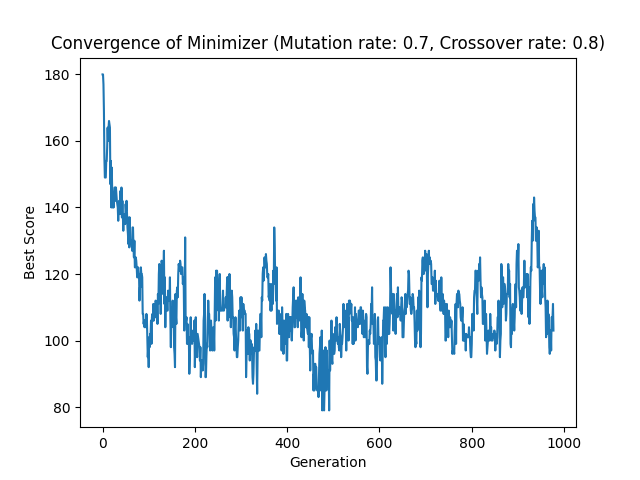 Convergence of Minimizer (Mutation rate: 0.7, Crossover rate: 0.8)
180
160
140
120
100
80
Best Score
0 200 400 600 800 1000
Generation